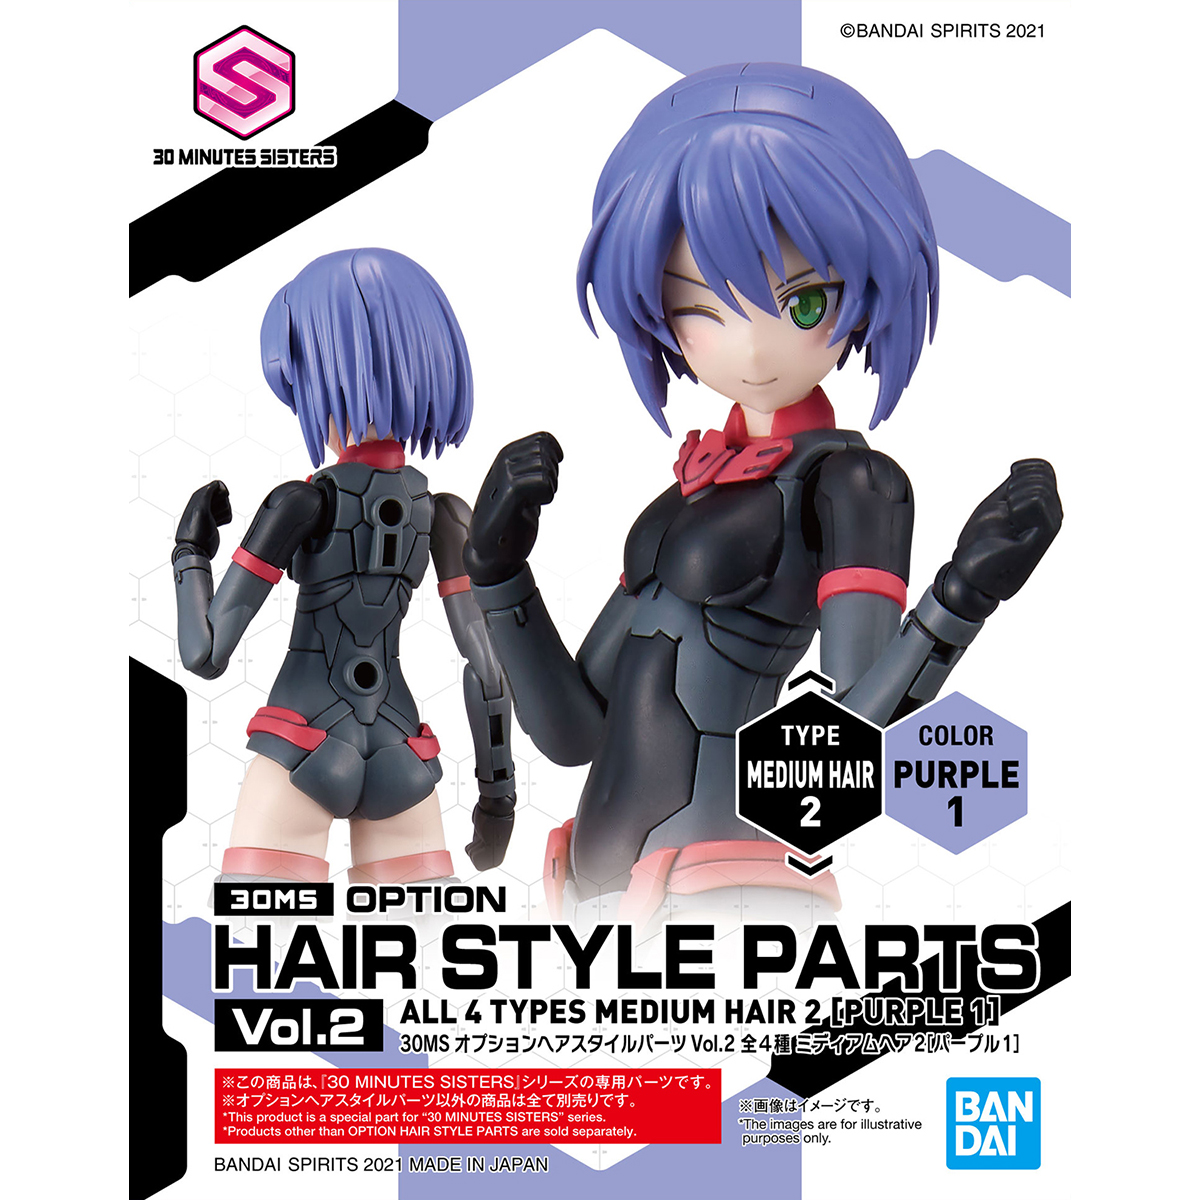 ©BANDAI SPIRITS 2021
30 MINUTES SISTERS
TYPE
MEDIUM HAIR
2
COLOR
PURPLE
1
30MS OPTION
HAIR STYLE PARTS
Vol.2
ALL 4 TYPES MEDIUM HAIR 2 [PURPLE 1]
30MS オプションヘアスタイルパーツ Vol.2 全4種 ミディアムヘア2[パープル1]
※この商品は、『30 MINUTES SISTERS』シリーズの専用パーツです。
※オプションヘアスタイルパーツ以外の商品は全て別売りです。
*This product is a special part for “30 MINUTES SISTERS” series.
*Products other than OPTION HAIR STYLE PARTS are sold separately.
※画像はイメージです。
*The images are for illustrative
purposes only.
BAN
DAI
BANDAI SPIRITS 2021 MADE IN JAPAN